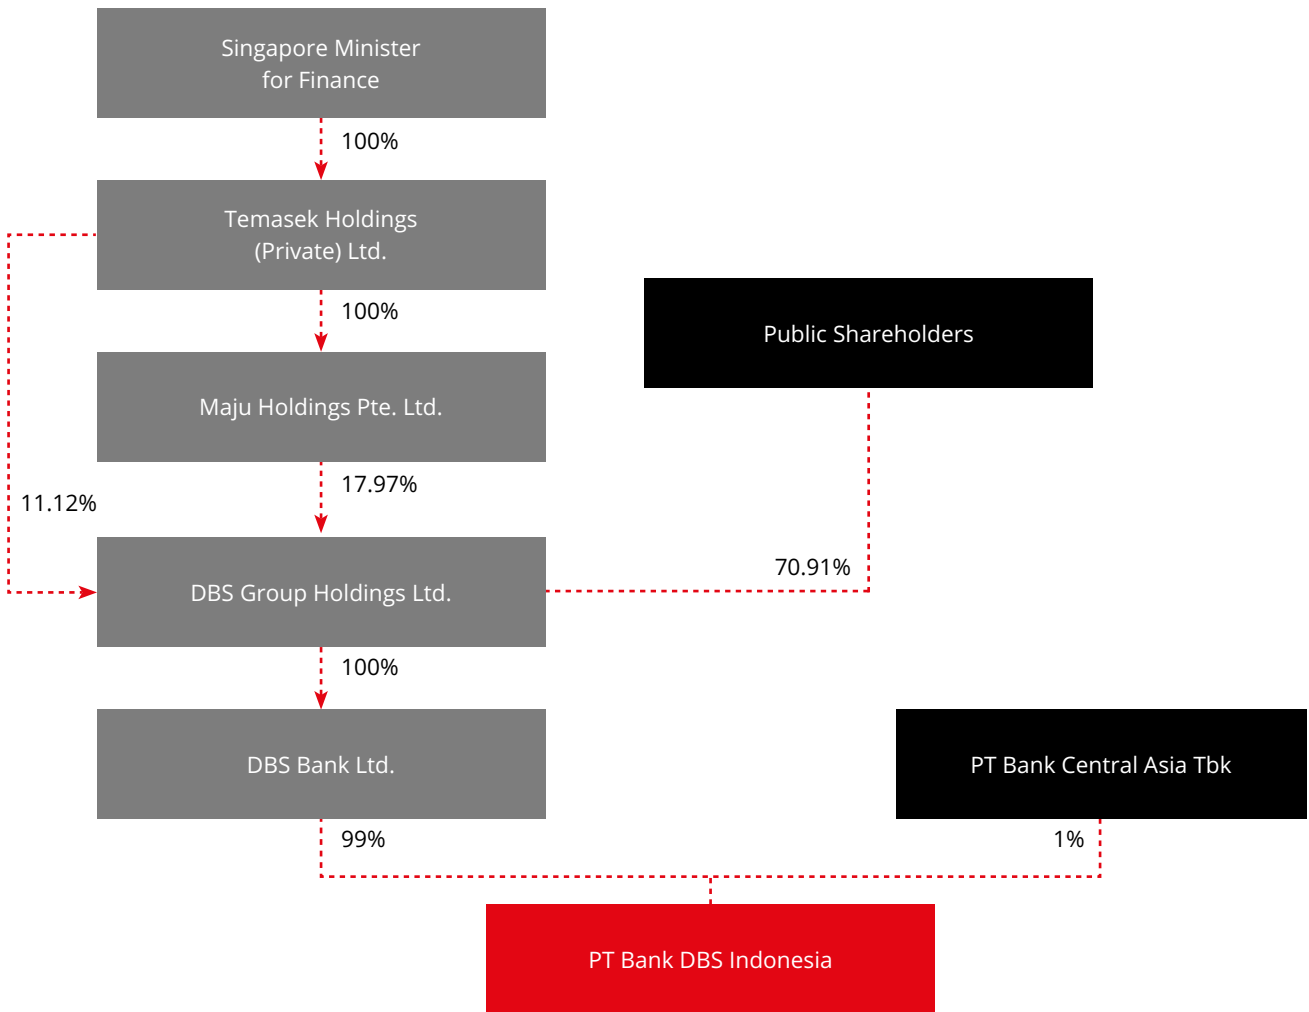 Singapore Minister
for Finance
100%
Temasek Holdings
(Private) Ltd.
100%
Public Shareholders
Maju Holdings Pte. Ltd.
17.97%
11.12%
70.91%
DBS Group Holdings Ltd.
100%
DBS Bank Ltd.
PT Bank Central Asia Tbk
99%
1%
PT Bank DBS Indonesia